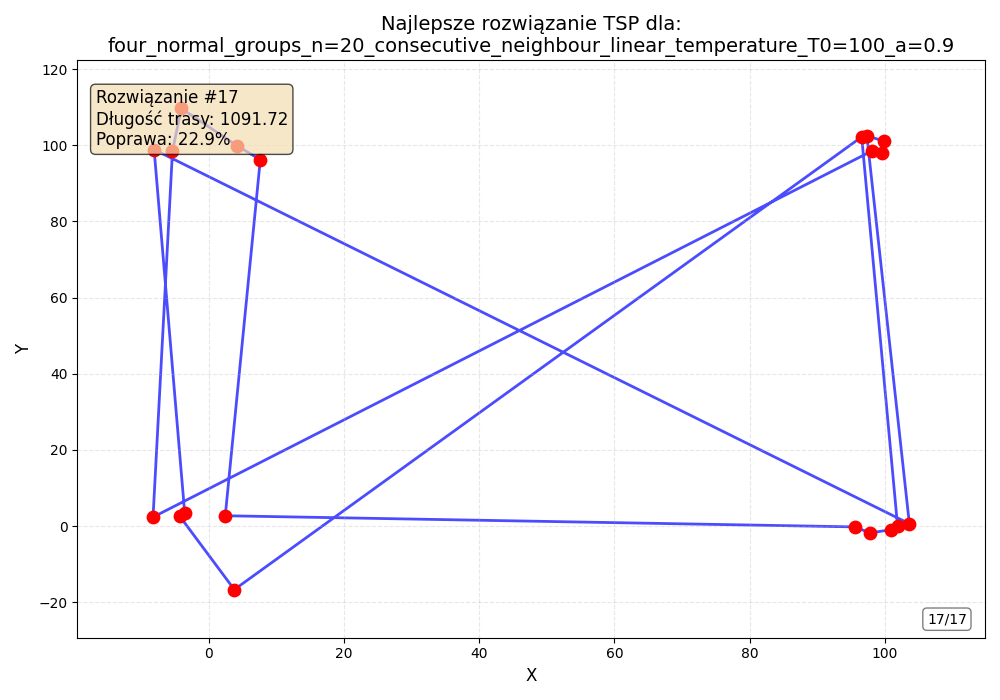 Najlepsze rozwiązanie TSP dla:
four_normal_groups_n=20_consecutive_neighbour_linear_temperature_T0=100_a=0.9
Rozwiązanie #17
Długość trasy: 1091.72
Poprawa: 22.9%
120
100
80
60
40
20
0
−20
Y
0
20
40
60
80
100
X
17/17